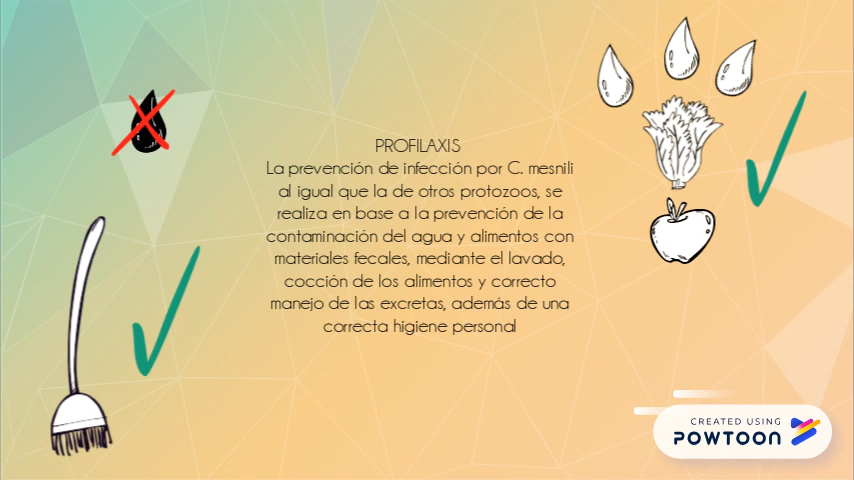 PROFILAXIS
La prevención de infección por C. mesnili
al igual que la de otros protozoos, se
realiza en base a la prevención de la
contaminación del agua y alimentos con
materiales fecales, mediante el lavado,
cocción de los alimentos y correcto
manejo de las excretas, además de una
correcta higiene personal
CREATED USING
POWTOON